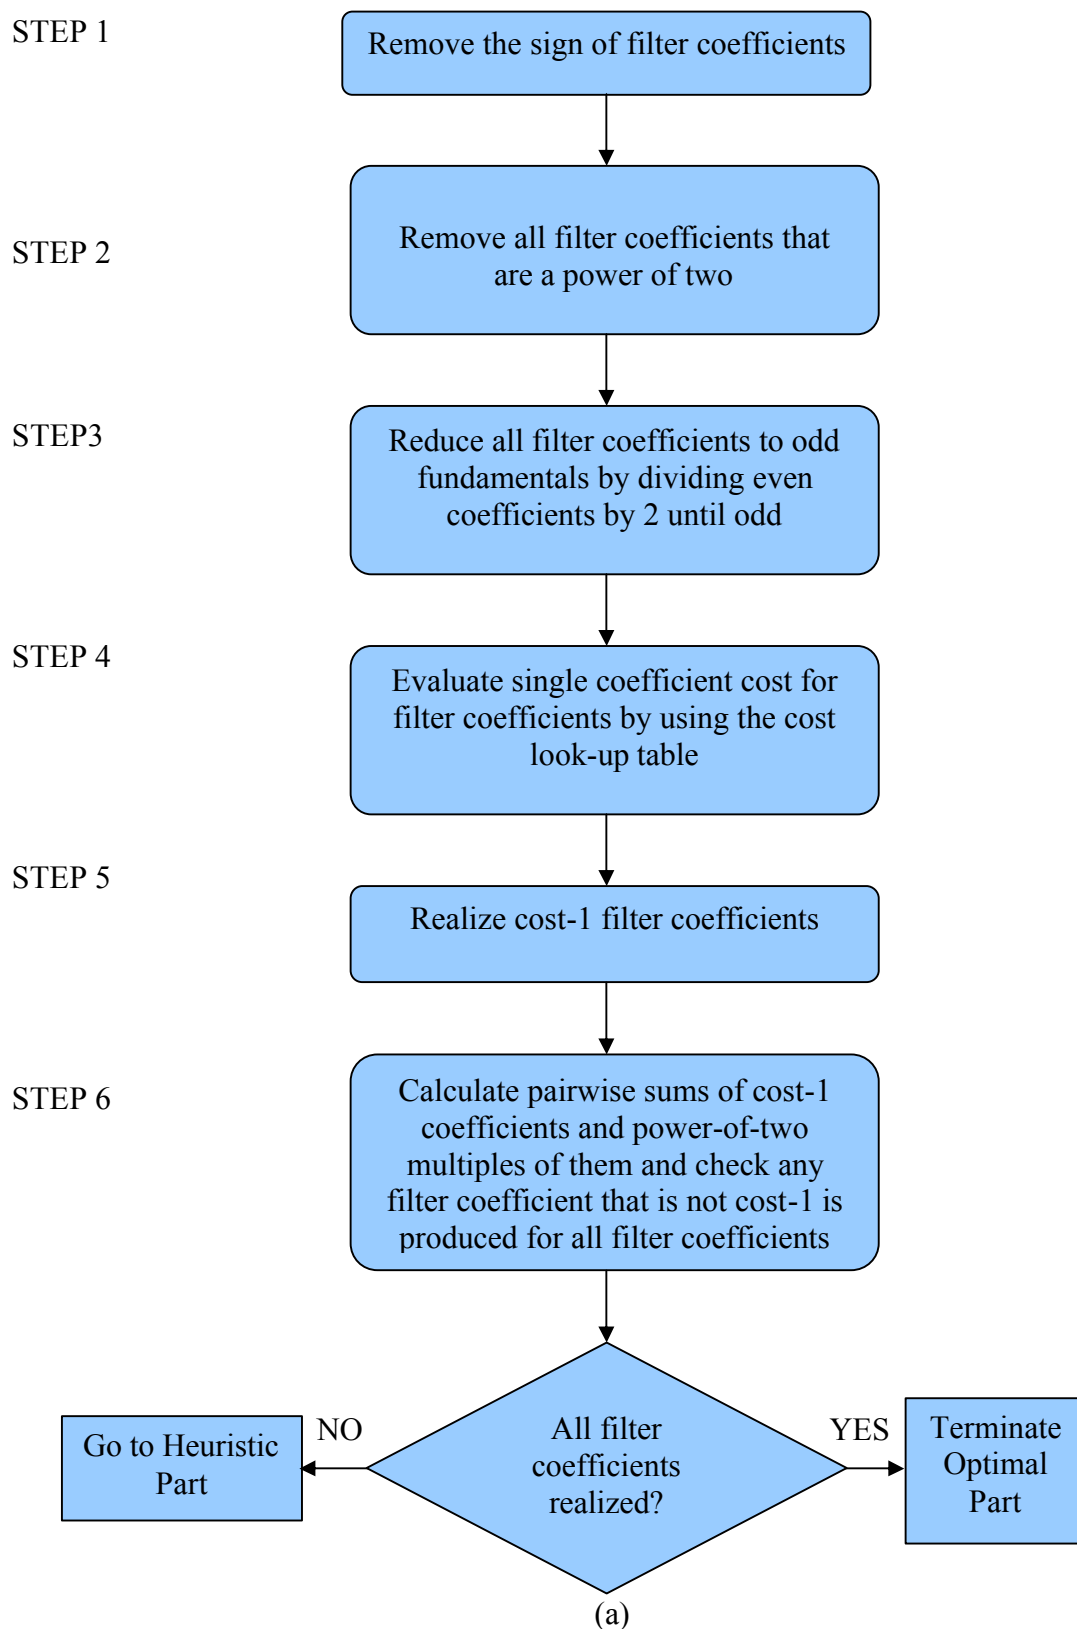 STEP 1
Remove the sign of filter coefficients
STEP 2
Remove all filter coefficients that
are a power of two
STEP3
Reduce all filter coefficients to odd
fundamentals by dividing even
coefficients by 2 until odd
STEP 4
Evaluate single coefficient cost for
filter coefficients by using the cost
look-up table
STEP 5
Realize cost-1 filter coefficients
STEP 6
Calculate pairwise sums of cost-1
coefficients and power-of-two
multiples of them and check any
filter coefficient that is not cost-1 is
produced for all filter coefficients
Go to Heuristic
Part
NO
All filter
coefficients
realized?
YES
Terminate
Optimal
Part
(a)